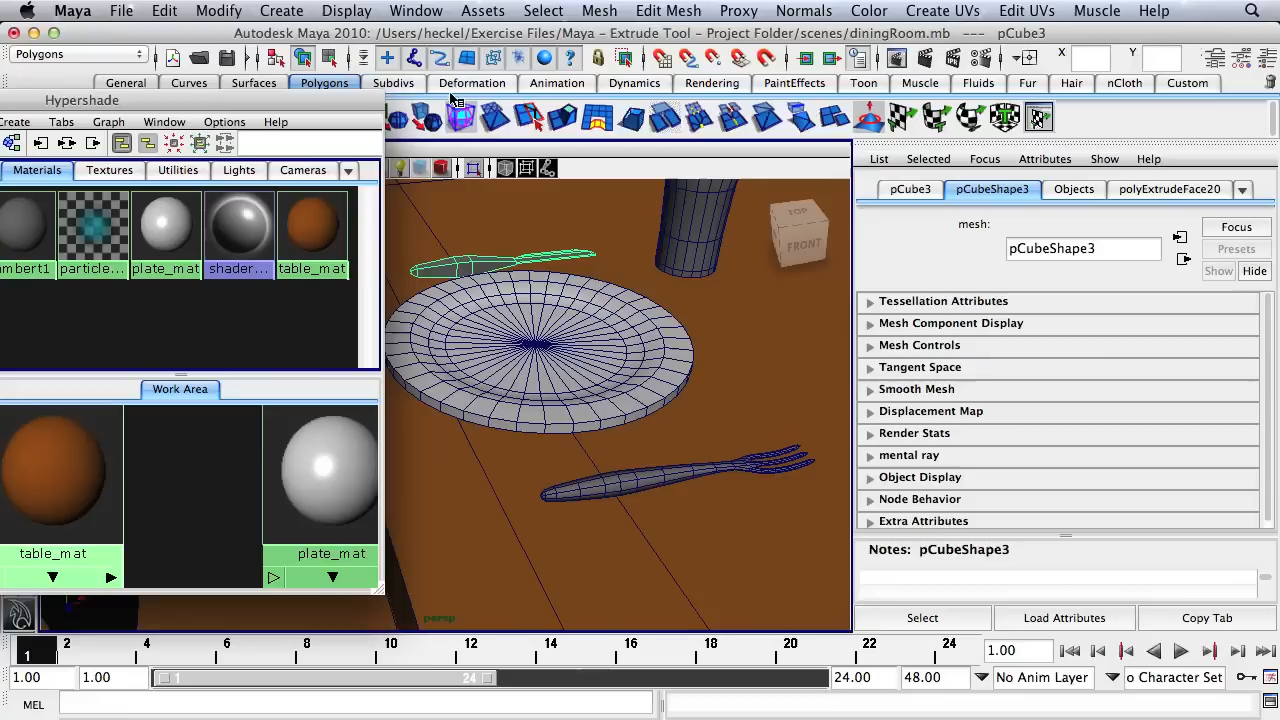 Maya File Edit Modify Create Display Window Assets Select Mesh Edit Mesh Proxy Normals Color Create UVs Edit UVs Muscle Help
Autodesk Maya 2010: /Users/heckel/Exercise Files/Maya - Extrude Tool - Project Folder/scenes/diningRoom.mb --- pCube3
Polygons X Y
General Curves Surfaces Polygons Subdivs Deformation Animation Dynamics Rendering PaintEffects Toon Muscle Fluids Fur Hair nCloth Custom
Hypershade
Create Tabs Graph Window Options Help
Materials Textures Utilities Lights Cameras
ambert1 particle... plate_mat shader... table_mat
Work Area
table_mat plate_mat
TOP
FRONT
persp
List Selected Focus Attributes Show Help
pCube3 pCubeShape3 Objects polyExtrudeFace20
mesh: pCubeShape3
Focus
Presets
Show Hide
Tessellation Attributes
Mesh Component Display
Mesh Controls
Tangent Space
Smooth Mesh
Displacement Map
Render Stats
mental ray
Object Display
Node Behavior
Extra Attributes
Notes: pCubeShape3
Select Load Attributes Copy Tab
1 2 4 6 8 10 12 14 16 18 20 22 24 1.00
1.00 1.00 1 24 24.00 48.00 No Anim Layer o Character Set
MEL